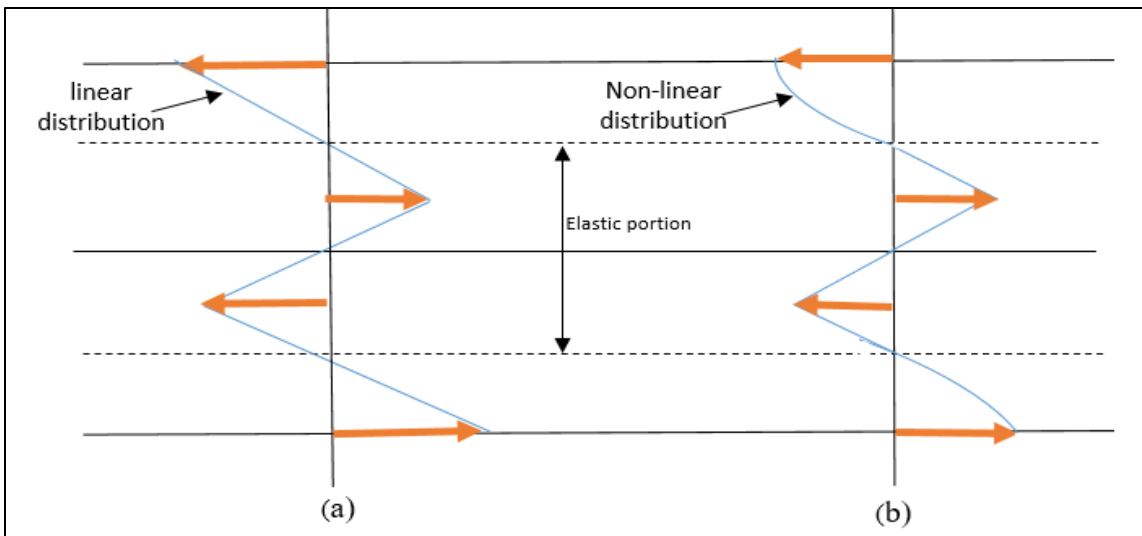 linear
distribution
Non-linear
distribution
Elastic portion
(a)
(b)